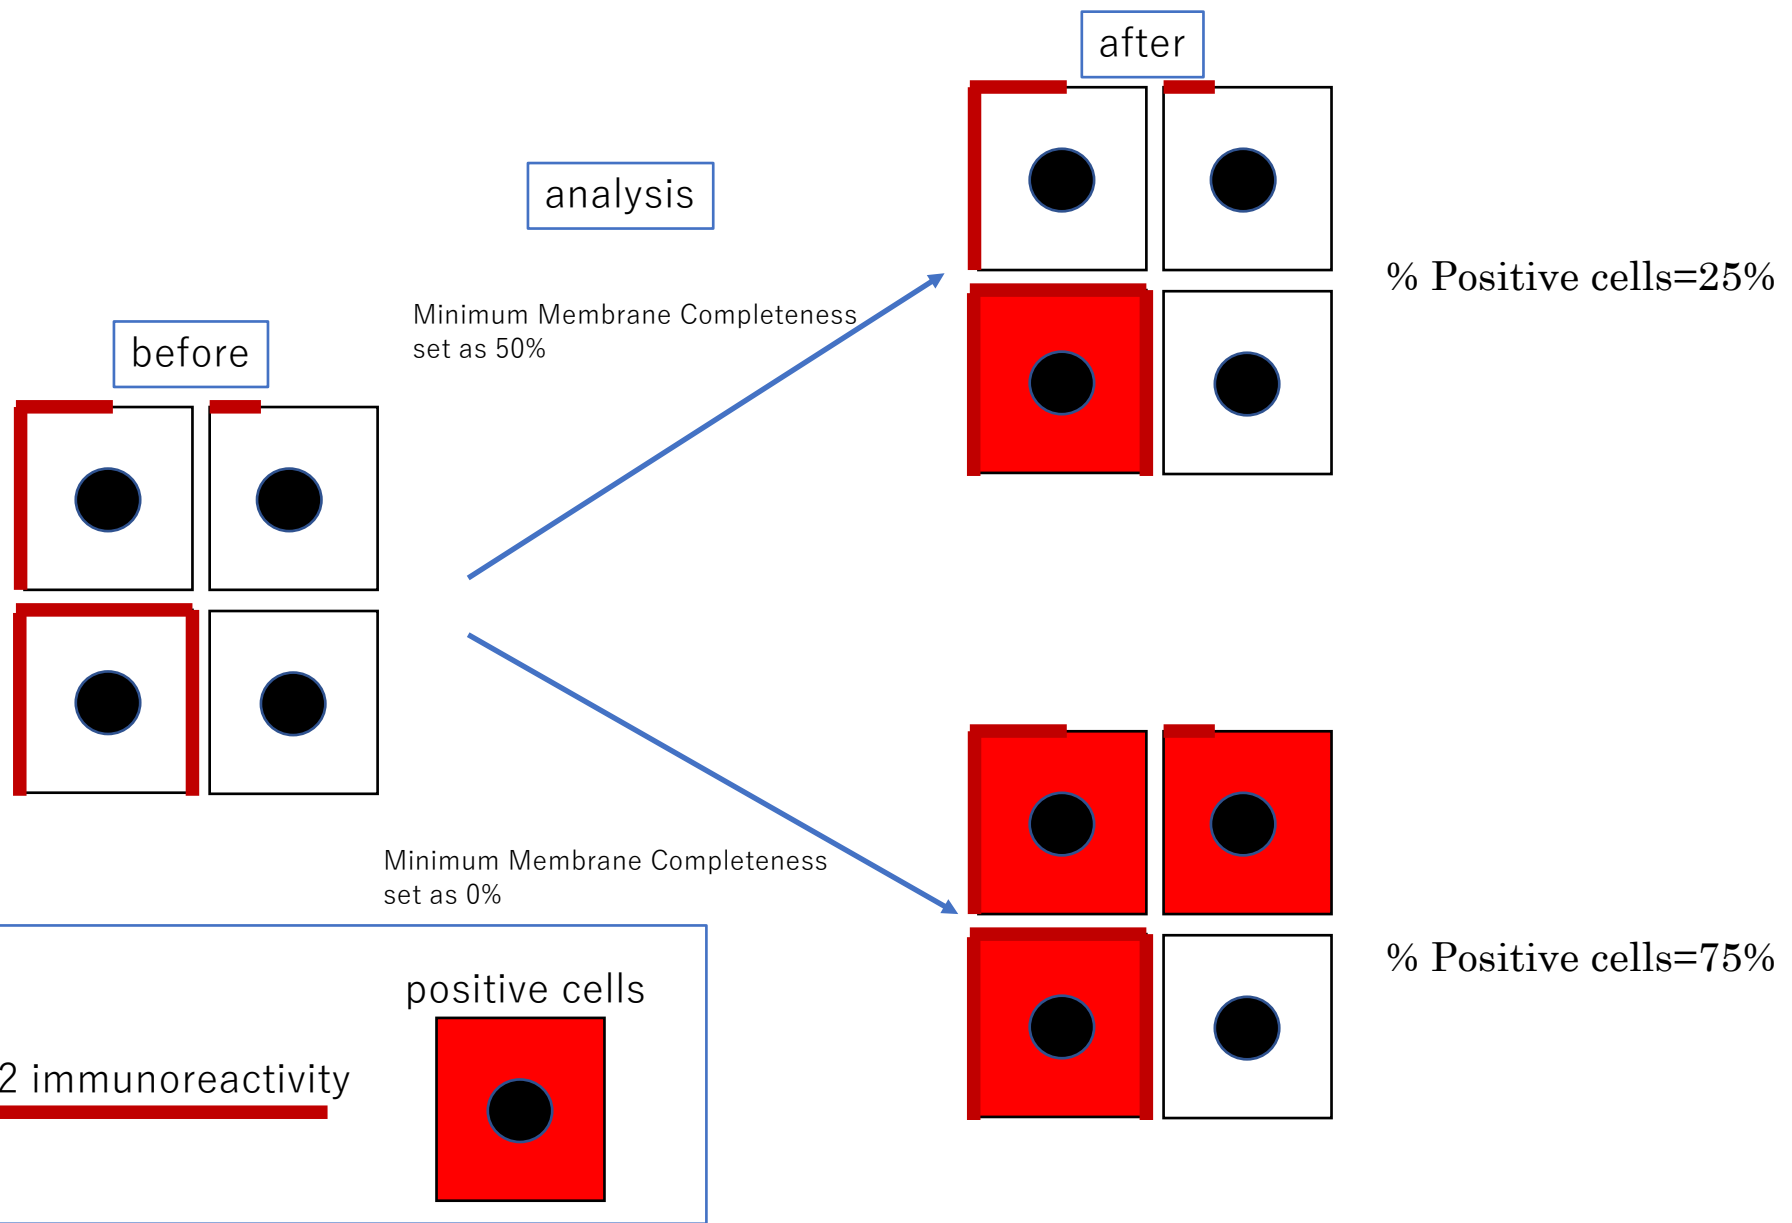 after
analysis
% Positive cells=25%
Minimum Membrane Completeness
set as 50%
before
Minimum Membrane Completeness
set as 0%
% Positive cells=75%
positive cells
2 immunoreactivity